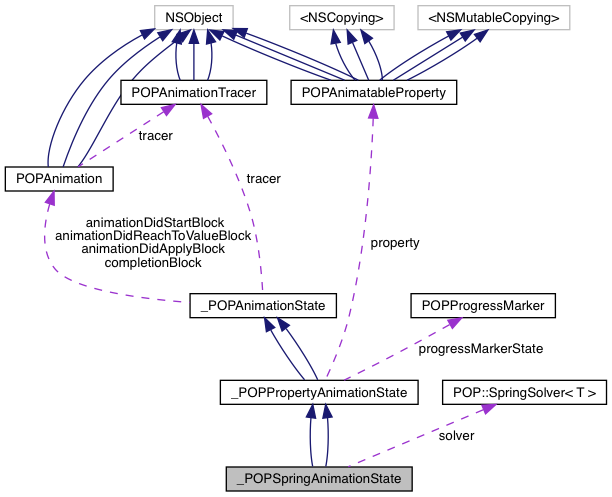 NSObject
<NSCopying>
<NSMutableCopying>
POPAnimationTracer
POPAnimatableProperty
tracer
POPAnimation
tracer
animationDidStartBlock
animationDidReachToValueBlock
animationDidApplyBlock
completionBlock
property
_POPAnimationState
POPProgressMarker
progressMarkerState
_POPPropertyAnimationState
POP::SpringSolver< T >
solver
_POPSpringAnimationState